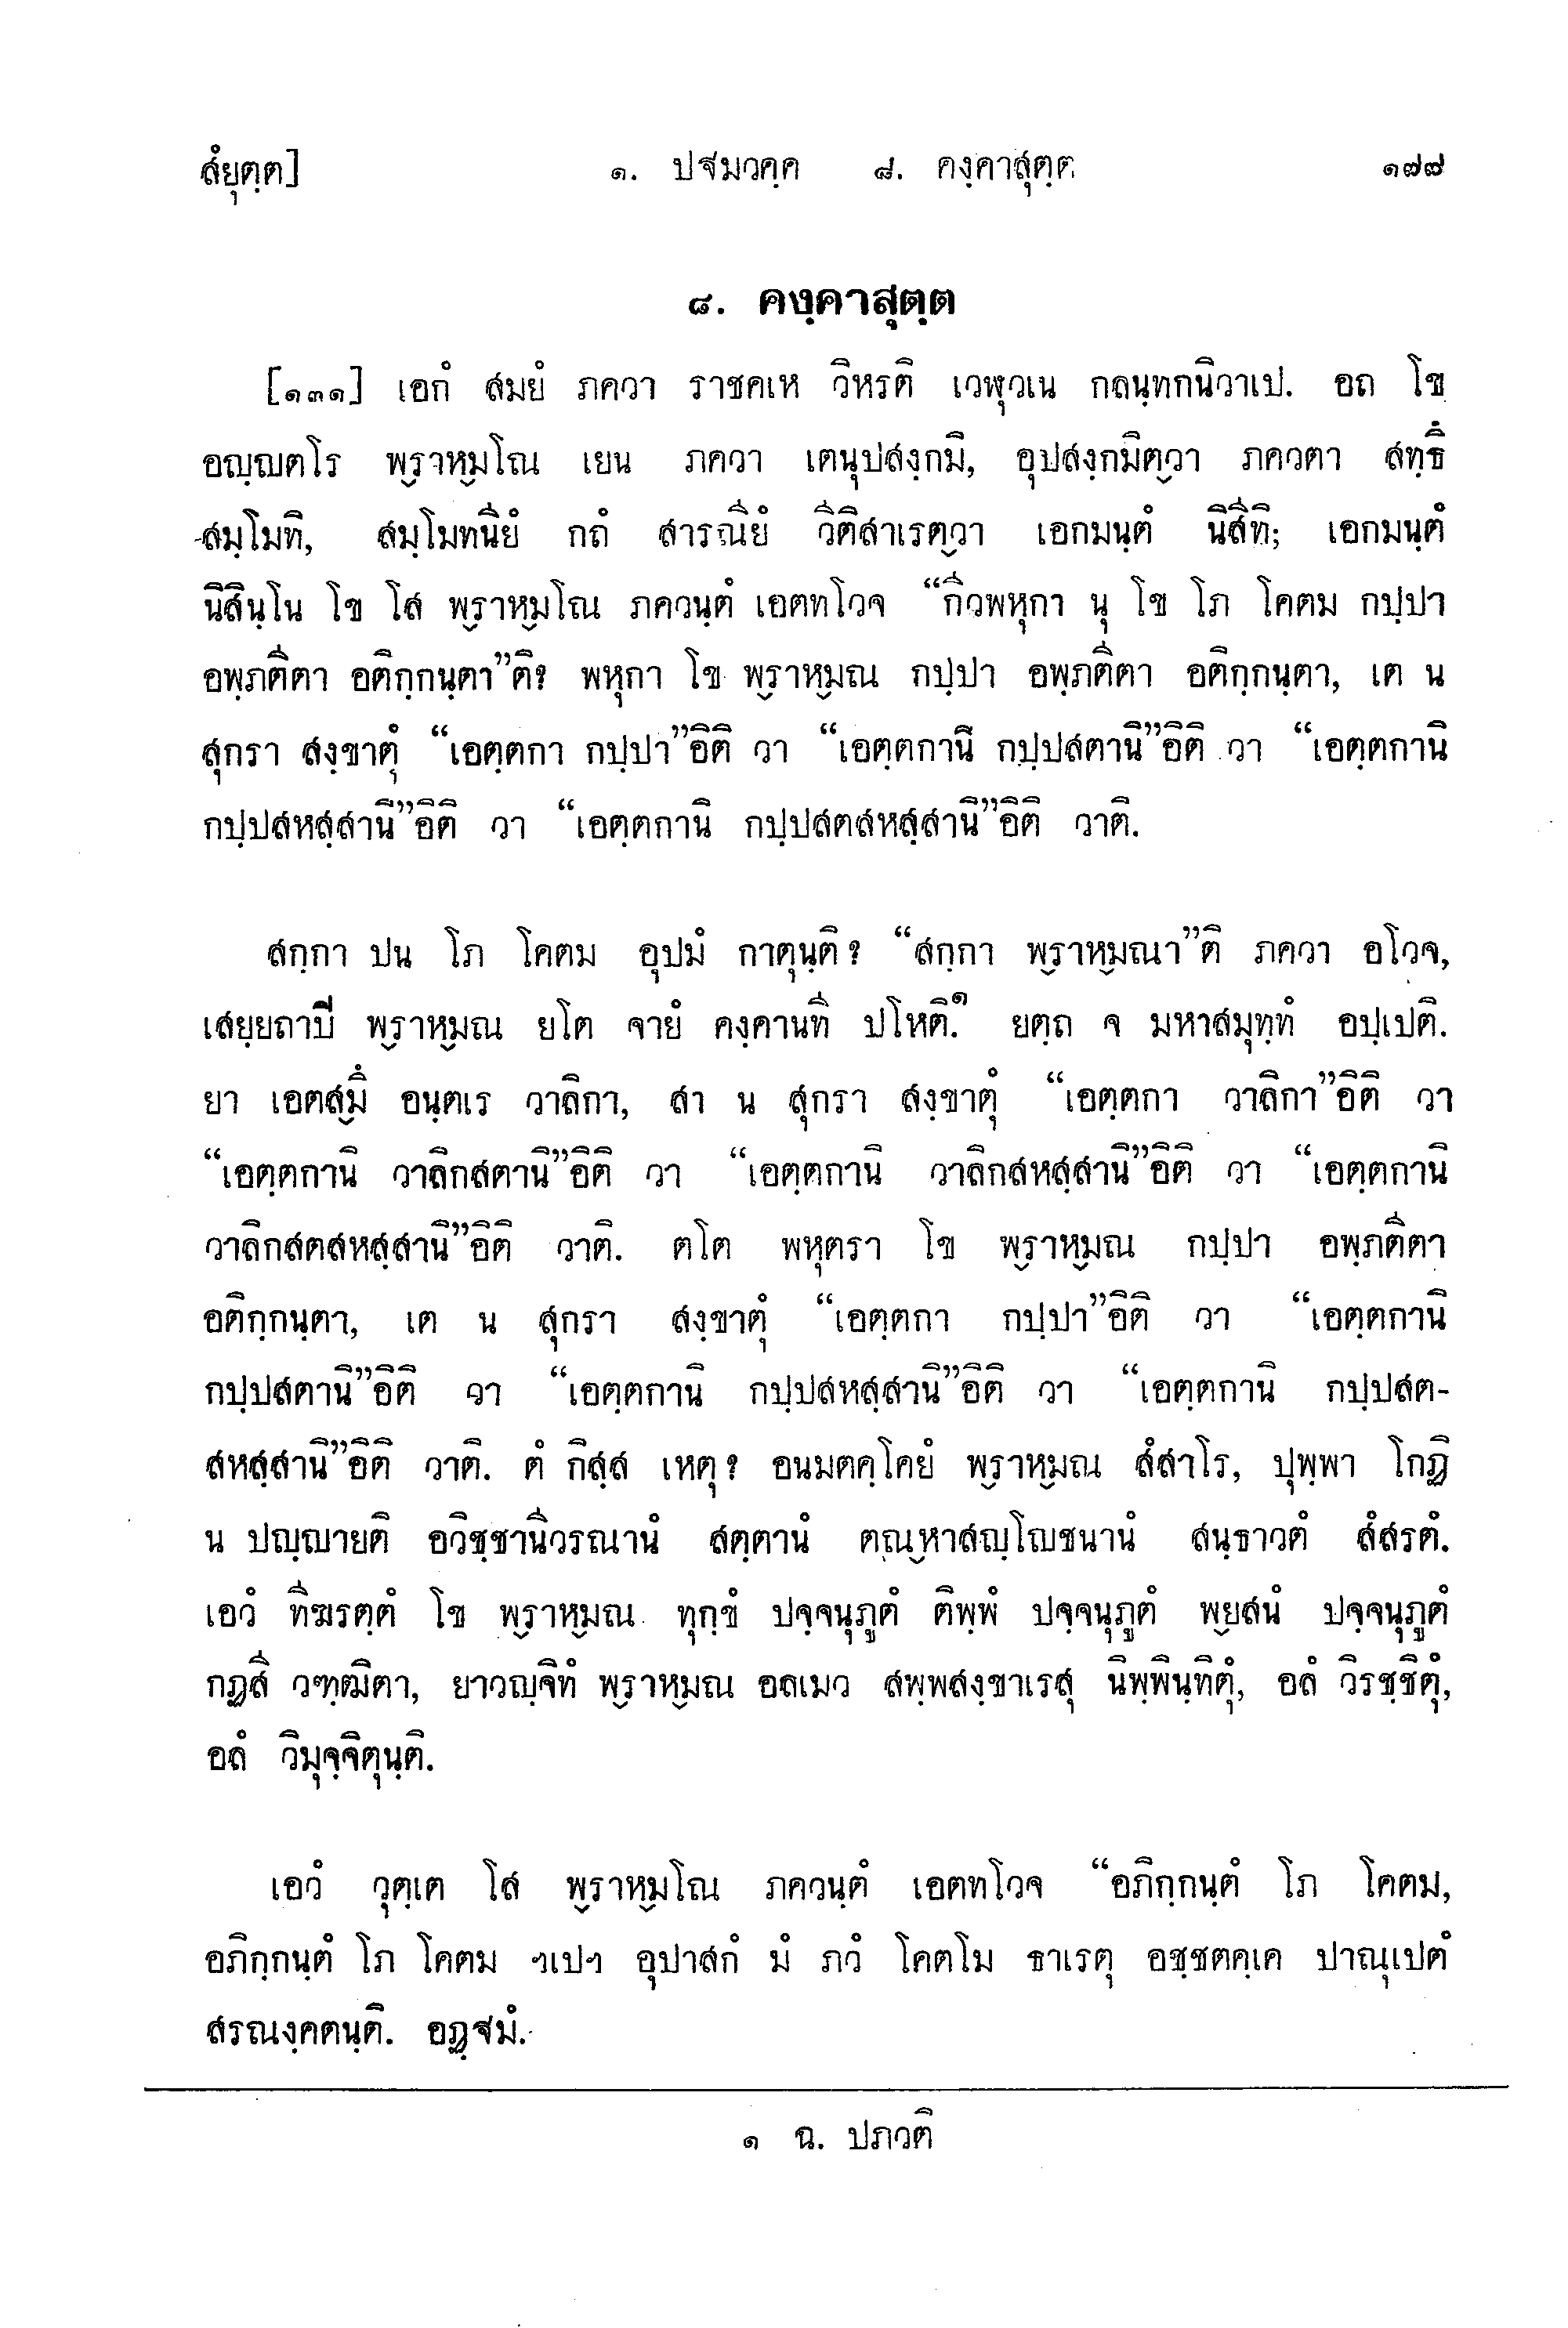 สํยุตฺต]	๑. ปฐมวคฺค ๘. คงฺคาสุตฺต	๑๗๗
๘. คงฺคาสุตฺต
[๑๓๑] เอกํ สมยํ ภควา ราชคเห วิหรติ เวฬุวเน กลนฺทกนิวาเป. อถ โข
อญฺญตโร พฺราหฺมโณ เยน ภควา เตนุปสงฺกมิ, อุปสงฺกมิตฺวา ภควตา สทฺธึ
สมฺโมทิ, สมฺโมทนียํ กถํ สารณียํ วีติสาเรตฺวา เอกมนฺตํ นิสีทิ; เอกมนฺตํ
นิสินฺโน โข โส พฺราหฺมโณ ภควนฺตํ เอตทโวจ “กีวพหุกา นุ โข โภ โคตม กปฺปา
อพฺภตีตา อติกฺกนฺตา”ติ? พหุกา โข พฺราหฺมณ กปฺปา อพฺภตีตา อติกฺกนฺตา, เต น
สุกรา สงฺขาตุํ “เอตฺตกา กปฺปา”อิติ วา “เอตฺตกานิ กปฺปสตานิ”อิติ วา “เอตฺตกานิ
กปฺปสหสฺสานิ”อิติ วา “เอตฺตกานิ กปฺปสตสหสฺสานิ”อิติ วาติ.
สกฺกา ปน โภ โคตม อุปมํ กาตุนฺติ? “สกฺกา พฺราหฺมณา”ติ ภควา อโวจ,
เสยฺยถาปิ พฺราหฺมณ ยโต จายํ คงฺคานที ปโหติ.๑ ยตฺถ จ มหาสมุทฺทํ อปฺเปติ.
ยา เอตสฺมึ อนฺตเร วาลิกา, สา น สุกรา สงฺขาตุํ “เอตฺตกา วาลิกา”อิติ วา
“เอตฺตกานิ วาลิกสตานิ”อิติ วา “เอตฺตกานิ วาลิกสหสฺสานิ”อิติ วา “เอตฺตกานิ
วาลิกสตสหสฺสานิ”อิติ วาติ. ตโต พหุตรา โข พฺราหฺมณ กปฺปา อพฺภตีตา
อติกฺกนฺตา, เต น สุกรา สงฺขาตุํ “เอตฺตกา กปฺปา”อิติ วา “เอตฺตกานิ
กปฺปสตานิ”อิติ วา “เอตฺตกานิ กปฺปสหสฺสานิ”อิติ วา “เอตฺตกานิ กปฺปสต-
สหสฺสานิ”อิติ วาติ. ตํ กิสฺส เหตุ? อนมตคฺโคยํ พฺราหฺมณ สํสาโร, ปุพฺพา โกฏิ
น ปญฺญายติ อวิชฺชานีวรณานํ สตฺตานํ ตณฺหาสญฺโญชนานํ สนฺธาวตํ สํสรตํ.
เอวํ ทีฆรตฺตํ โข พฺราหฺมณ ทุกฺขํ ปจฺจนุภูตํ ติพฺพํ ปจฺจนุภูตํ พฺยสนํ ปจฺจนุภูตํ
กฏสี วฑฺฒิตา, ยาวญฺจิทํ พฺราหฺมณ อลเมว สพฺพสงฺขาเรสุ นิพฺพินฺทิตุํ, อลํ วิรชฺชิตุํ,
อลํ วิมุจฺจิตุนฺติ.
เอวํ วุตฺเต โส พฺราหฺมโณ ภควนฺตํ เอตทโวจ “อภิกฺกนฺตํ โภ โคตม,
อภิกฺกนฺตํ โภ โคตม ฯเปฯ อุปาสกํ มํ ภวํ โคตโม ธาเรตุ อชฺชตคฺเค ปาณุเปตํ
สรณงฺคตนฺติ. อฏฺฐมํ.
๑ ฉ. ปภวติ